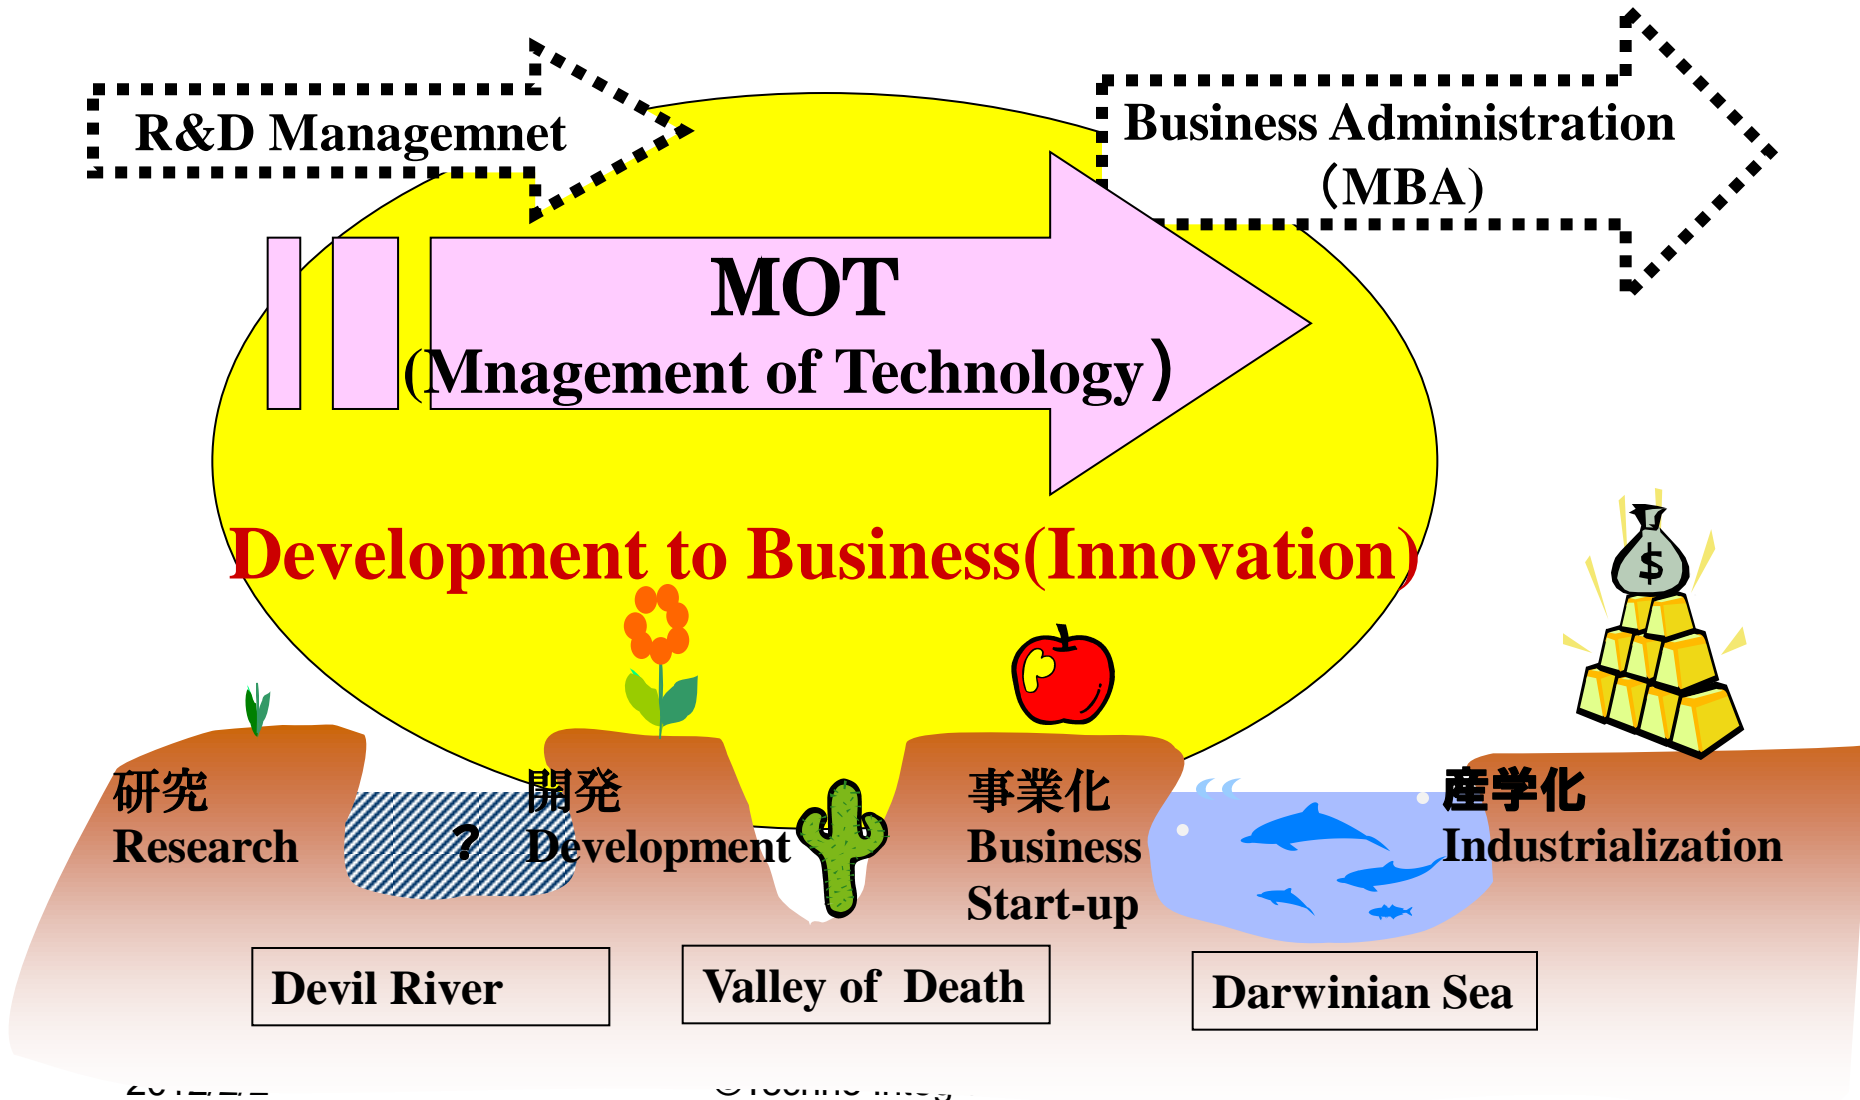 R&D Managemnet
Business Administration
（MBA)
MOT
(Mnagement of Technology）
Development to Business(Innovation)
$
研究
Research
?
開発
Development
事業化
Business
Start-up
産学化
Industrialization
Devil River
Valley of  Death
Darwinian Sea